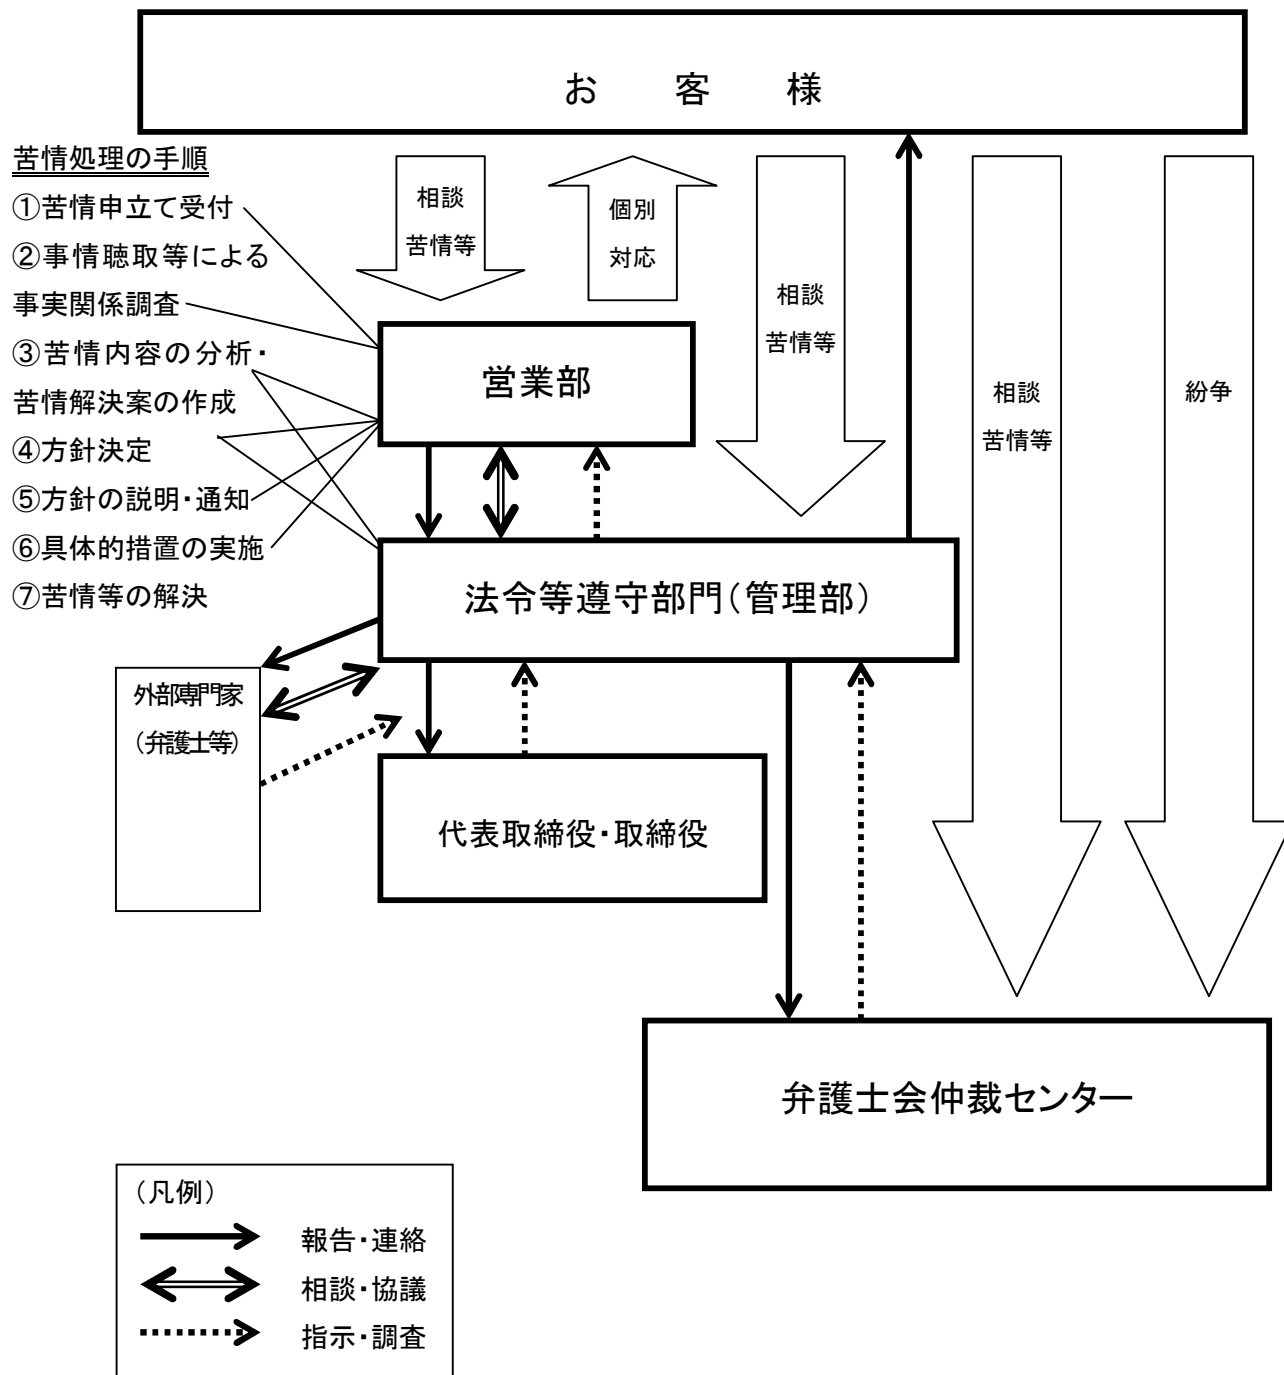 お 客 様
苦情処理の手順
①苦情申立て受付
②事情聴取等による
事実関係調査
③苦情内容の分析・
苦情解決案の作成
④方針決定
⑤方針の説明・通知
⑥具体的措置の実施
⑦苦情等の解決
相談
苦情等
個別
対応
相談
苦情等
相談
苦情等
紛争
営業部
法令等遵守部門(管理部)
外部専門家
(弁護士等)
代表取締役・取締役
弁護士会仲裁センター
(凡例)
報告・連絡
相談・協議
指示・調査